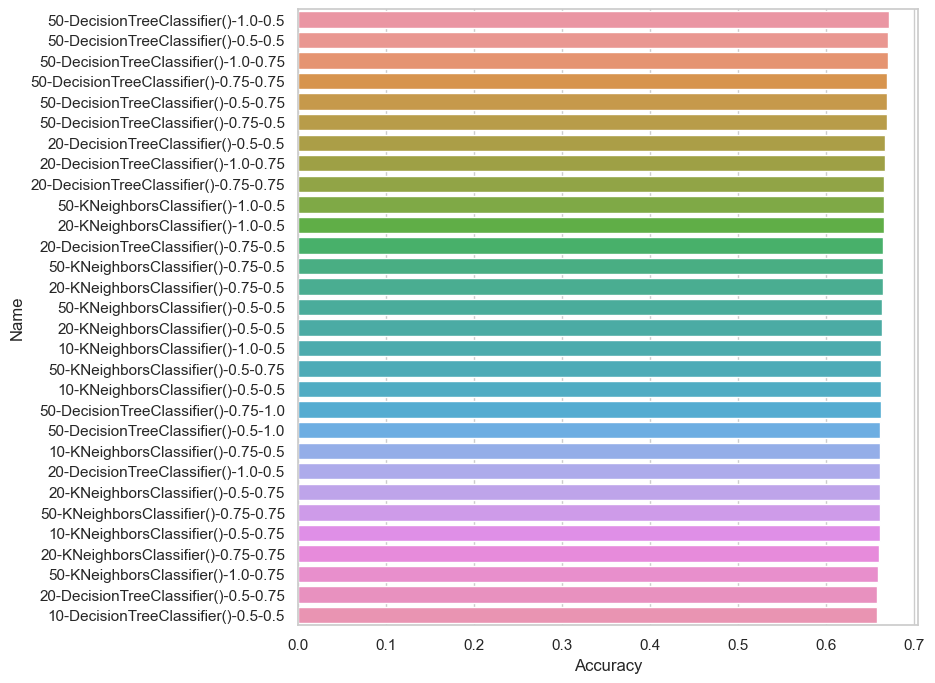 50-DecisionTreeClassifier()-1.0-0.5
50-DecisionTreeClassifier()-0.5-0.5
50-DecisionTreeClassifier()-1.0-0.75
50-DecisionTreeClassifier()-0.75-0.75
50-DecisionTreeClassifier()-0.5-0.75
50-DecisionTreeClassifier()-0.75-0.5
20-DecisionTreeClassifier()-0.5-0.5
20-DecisionTreeClassifier()-1.0-0.75
20-DecisionTreeClassifier()-0.75-0.75
50-KNeighborsClassifier()-1.0-0.5
20-KNeighborsClassifier()-1.0-0.5
20-DecisionTreeClassifier()-0.75-0.5
50-KNeighborsClassifier()-0.75-0.5
20-KNeighborsClassifier()-0.75-0.5
50-KNeighborsClassifier()-0.5-0.5
20-KNeighborsClassifier()-0.5-0.5
10-KNeighborsClassifier()-1.0-0.5
50-KNeighborsClassifier()-0.5-0.75
10-KNeighborsClassifier()-0.5-0.5
50-DecisionTreeClassifier()-0.75-1.0
50-DecisionTreeClassifier()-0.5-1.0
10-KNeighborsClassifier()-0.75-0.5
20-DecisionTreeClassifier()-1.0-0.5
20-KNeighborsClassifier()-0.5-0.75
50-KNeighborsClassifier()-0.75-0.75
10-KNeighborsClassifier()-0.5-0.75
20-KNeighborsClassifier()-0.75-0.75
50-KNeighborsClassifier()-1.0-0.75
20-DecisionTreeClassifier()-0.5-0.75
10-DecisionTreeClassifier()-0.5-0.5
Name
0.0 0.1 0.2 0.3 0.4 0.5 0.6 0.7
Accuracy